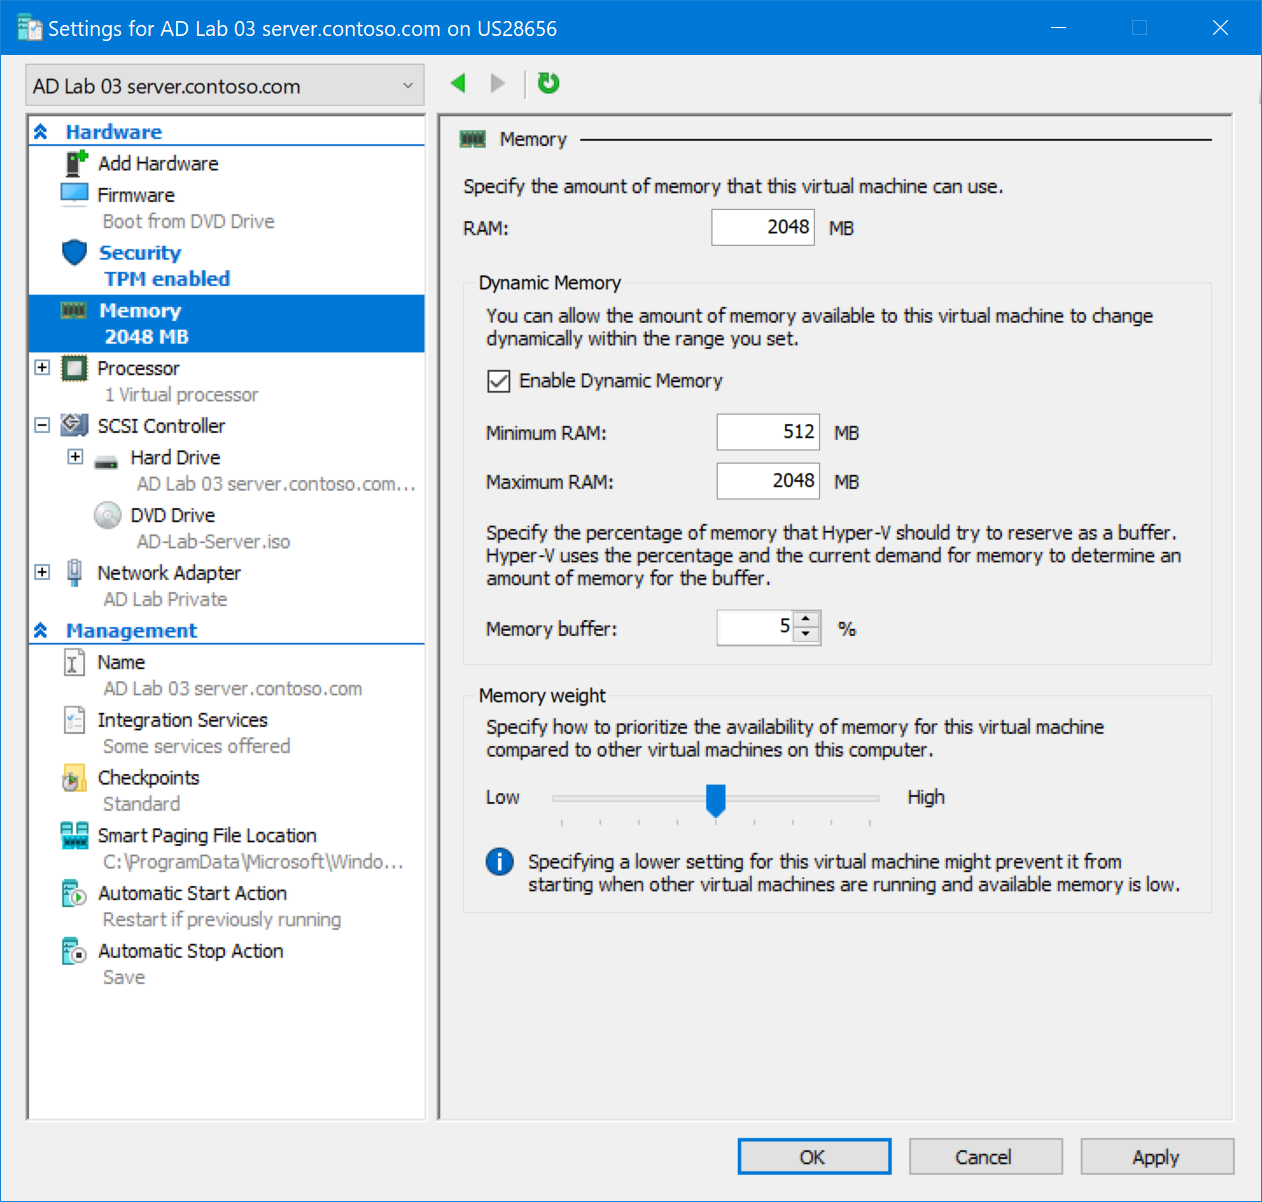 Settings for AD Lab 03 server.contoso.com on US28656
AD Lab 03 server.contoso.com
Hardware
Add Hardware
Firmware
Boot from DVD Drive
Security
TPM enabled
Memory
2048 MB
Processor
1 Virtual processor
SCSI Controller
Hard Drive
AD Lab 03 server.contoso.com...
DVD Drive
AD-Lab-Server.iso
Network Adapter
AD Lab Private
Management
Name
AD Lab 03 server.contoso.com
Integration Services
Some services offered
Checkpoints
Standard
Smart Paging File Location
C:\ProgramData\Microsoft\Windo...
Automatic Start Action
Restart if previously running
Automatic Stop Action
Save
Memory
Specify the amount of memory that this virtual machine can use.
RAM: 2048 MB
Dynamic Memory
You can allow the amount of memory available to this virtual machine to change
dynamically within the range you set.
Enable Dynamic Memory
Minimum RAM: 512 MB
Maximum RAM: 2048 MB
Specify the percentage of memory that Hyper-V should try to reserve as a buffer.
Hyper-V uses the percentage and the current demand for memory to determine an
amount of memory for the buffer.
Memory buffer: 5 %
Memory weight
Specify how to prioritize the availability of memory for this virtual machine
compared to other virtual machines on this computer.
Low High
Specifying a lower setting for this virtual machine might prevent it from
starting when other virtual machines are running and available memory is low.
OK Cancel Apply